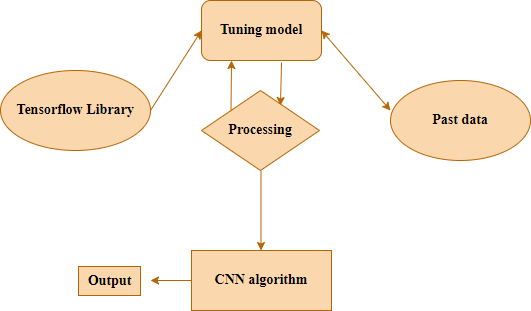 Tuning model
Tensorflow Library
Past data
Processing
CNN algorithm
Output